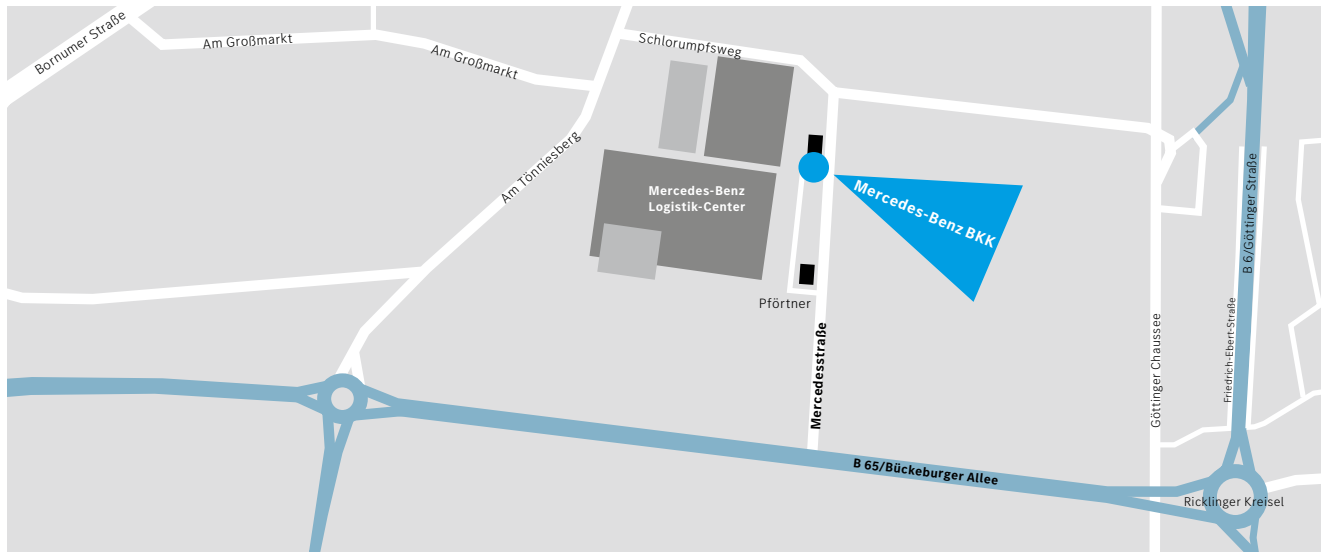 Bornumer Straße
Am Großmarkt
Am Großmarkt
Schlorumpfsweg
Am Tönniesberg
Mercedes-Benz
Logistik-Center
Mercedes-Benz BKK
B 6/Göttinger Straße
Pförtner
Mercedesstraße
Göttinger Chaussee
Friedrich-Ebert-Straße
B 65/Bückeburger Allee
Ricklinger Kreisel